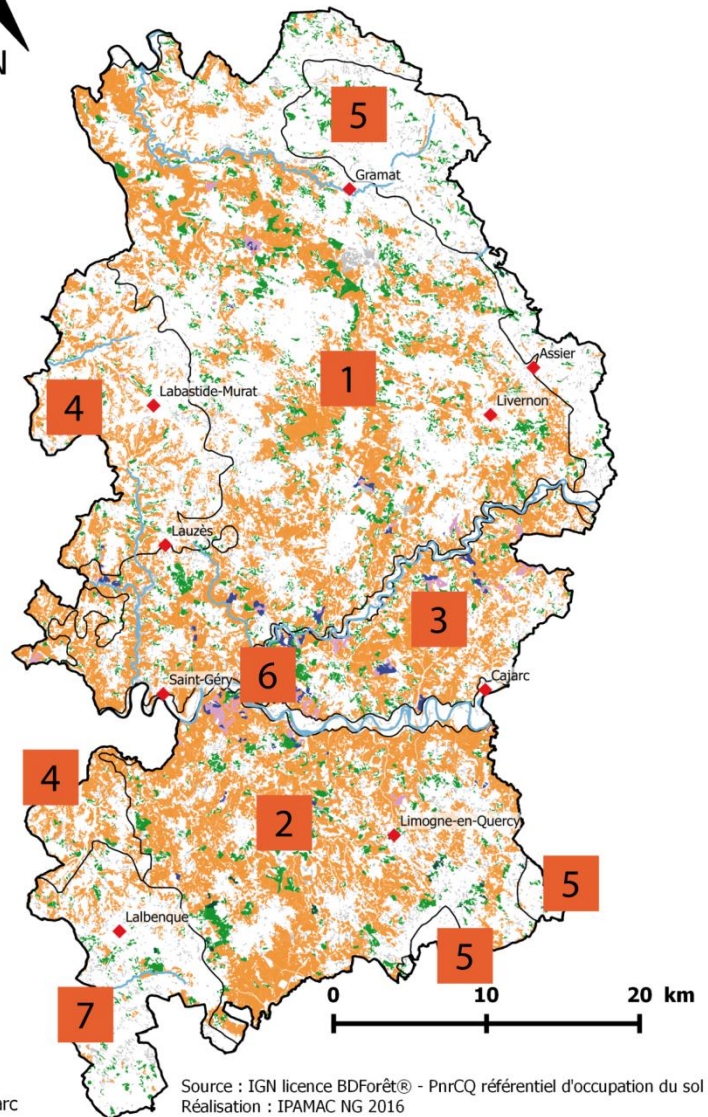 N
5
Gramat
1
Assier
4
Labastide-Murat
Livernon
Lauzès
3
6
Saint-Géry
Cajarc
4
2
Limogne-en-Quercy
5
Lalbenque
5
7
0 10 20 km
arc
Source : IGN licence BDForêt® - PnrCQ référentiel d'occupation du sol
Réalisation : IPAMAC NG 2016